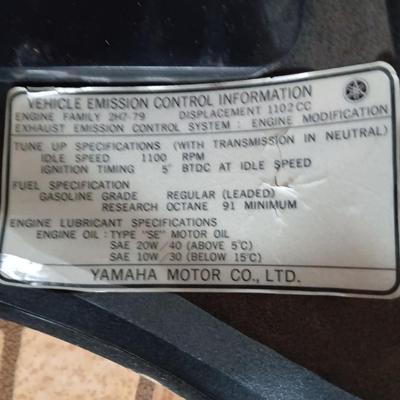 VEHICLE EMISSION CONTROL INFORMATION
ENGINE FAMILY 2H7-79 DISPLACEMENT 1102CC
EXHAUST EMISSION CONTROL SYSTEM : ENGINE MODIFICATION
TUNE UP SPECIFICATIONS (WITH TRANSMISSION IN NEUTRAL)
IDLE SPEED 1100 RPM
IGNITION TIMING 5° BTDC AT IDLE SPEED
FUEL SPECIFICATION
GASOLINE GRADE REGULAR (LEADED)
RESEARCH OCTANE 91 MINIMUM
ENGINE LUBRICANT SPECIFICATIONS
ENGINE OIL : TYPE "SE" MOTOR OIL
SAE 20W/40 (ABOVE 5°C)
SAE 10W/30 (BELOW 15°C)
YAMAHA MOTOR CO., LTD.